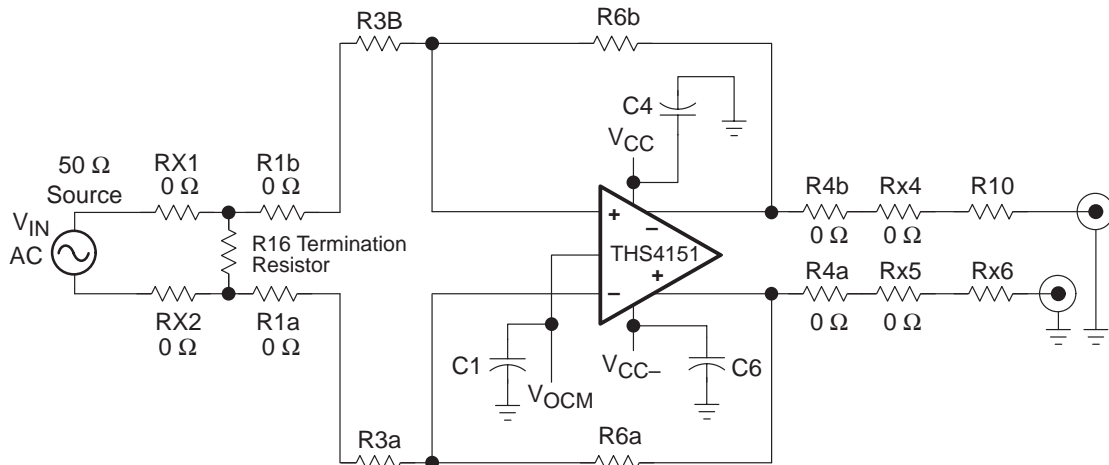 R3B
R6b
C4
VCC
50 Ω
Source
RX1
0 Ω
R1b
0 Ω
R4b
0 Ω
Rx4
0 Ω
R10
VIN
AC
R16 Termination
Resistor
+
−
THS4151
+
−
RX2
0 Ω
R1a
0 Ω
R4a
0 Ω
Rx5
0 Ω
Rx6
C1
VOCM
VCC−
C6
R3a
R6a